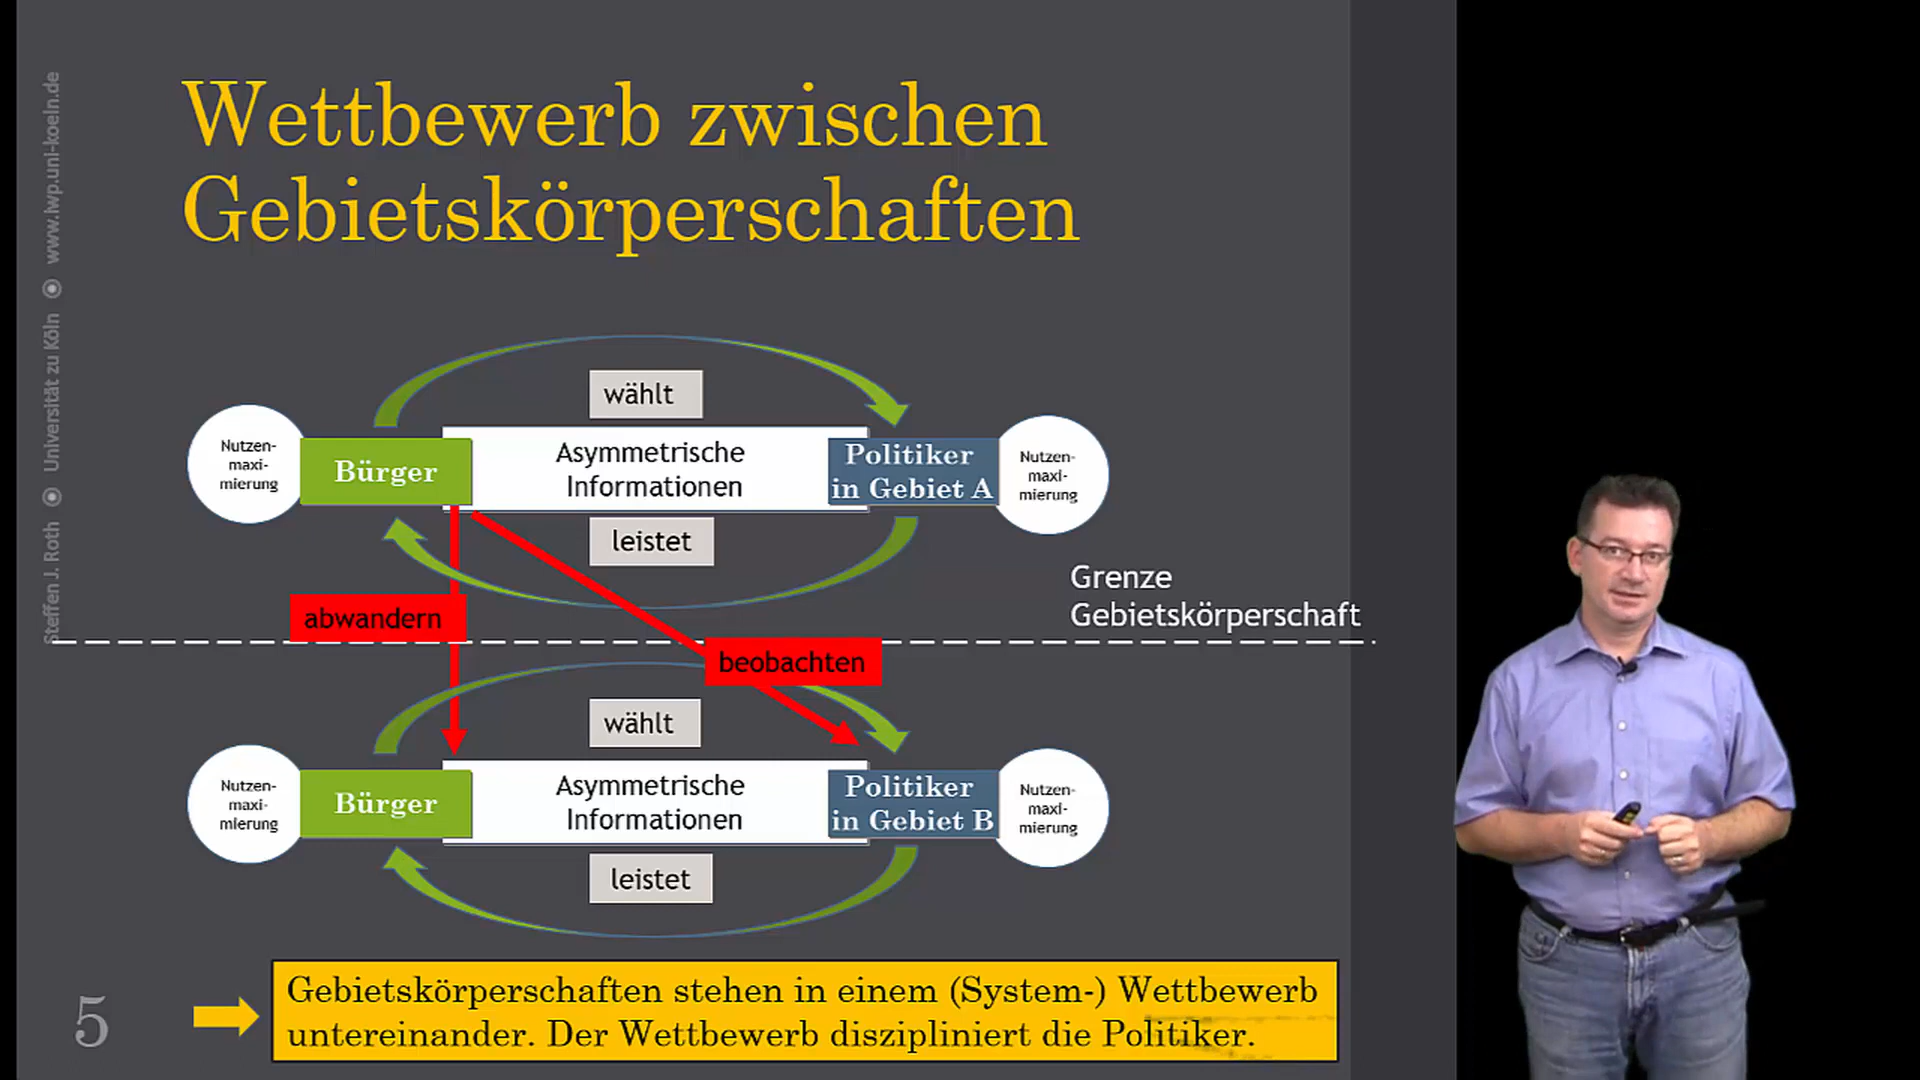 Wettbewerb zwischen
Gebietskörperschaften
Steffen J. Roth ◉ Universität zu Köln ◉ www.iwp.uni-koeln.de
wählt
Nutzen-
maxi-
mierung
Bürger
Asymmetrische
Informationen
Politiker
in Gebiet A
Nutzen-
maxi-
mierung
leistet
Grenze
Gebietskörperschaft
abwandern
beobachten
wählt
Nutzen-
maxi-
mierung
Bürger
Asymmetrische
Informationen
Politiker
in Gebiet B
Nutzen-
maxi-
mierung
leistet
Gebietskörperschaften stehen in einem (System-) Wettbewerb
untereinander. Der Wettbewerb diszipliniert die Politiker.
5